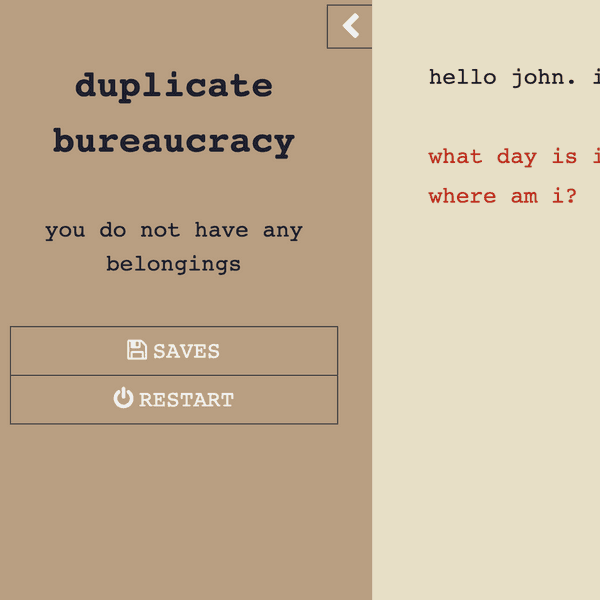 duplicate
bureaucracy
you do not have any
belongings
SAVES
RESTART
hello john. i
what day is i
where am i?